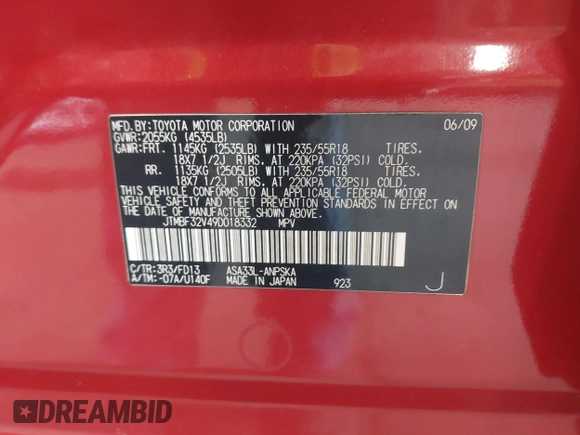 MFD.BY:TOYOTA MOTOR CORPORATION 06/09
GVWR:2055KG (4535LB)
GAWR:FRT. 1145KG (2535LB) WITH 235/55R18 TIRES.
18X7 1/2J RIMS. AT 220KPA (32PSI) COLD.
RR. 1135KG (2505LB) WITH 235/55R18 TIRES.
18X7 1/2J RIMS. AT 220KPA (32PSI) COLD.
THIS VEHICLE CONFORMS TO ALL APPLICABLE FEDERAL MOTOR
VEHICLE SAFETY AND THEFT PREVENTION STANDARDS IN EFFECT ON
THE DATE OF MANUFACTURE SHOWN ABOVE.
JTMBF32V49D018332 MPV
C/TR:3R3/FD13 ASA33L-ANPSKA
A/TM:-07A/U140F MADE IN JAPAN 923 J
DREAMBID